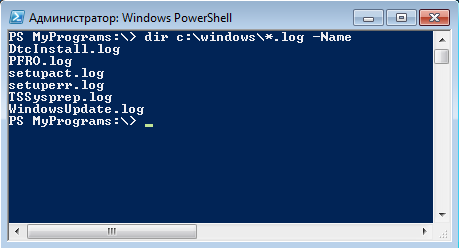 Администратор: Windows PowerShell
PS MyPrograms:\> dir c:\windows\*.log -Name
DtcInstall.log
PFRO.log
setupact.log
setuperr.log
TSSysprep.log
WindowsUpdate.log
PS MyPrograms:\> _